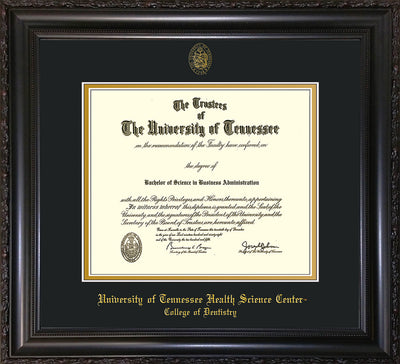 The Trustees
of
The University of Tennessee
on the recommendation of the Faculty have conferred on
the degree of
Bachelor of Science in Business Administration
with all the Rights Privileges and Honors thereunto appertaining
In witness whereof this diploma is granted and the Seal of the
University, and the signatures of the President of the University and the
Secretary of the Board of Trustees, are hereunto affixed
University of Tennessee Health Science Center-
College of Dentistry